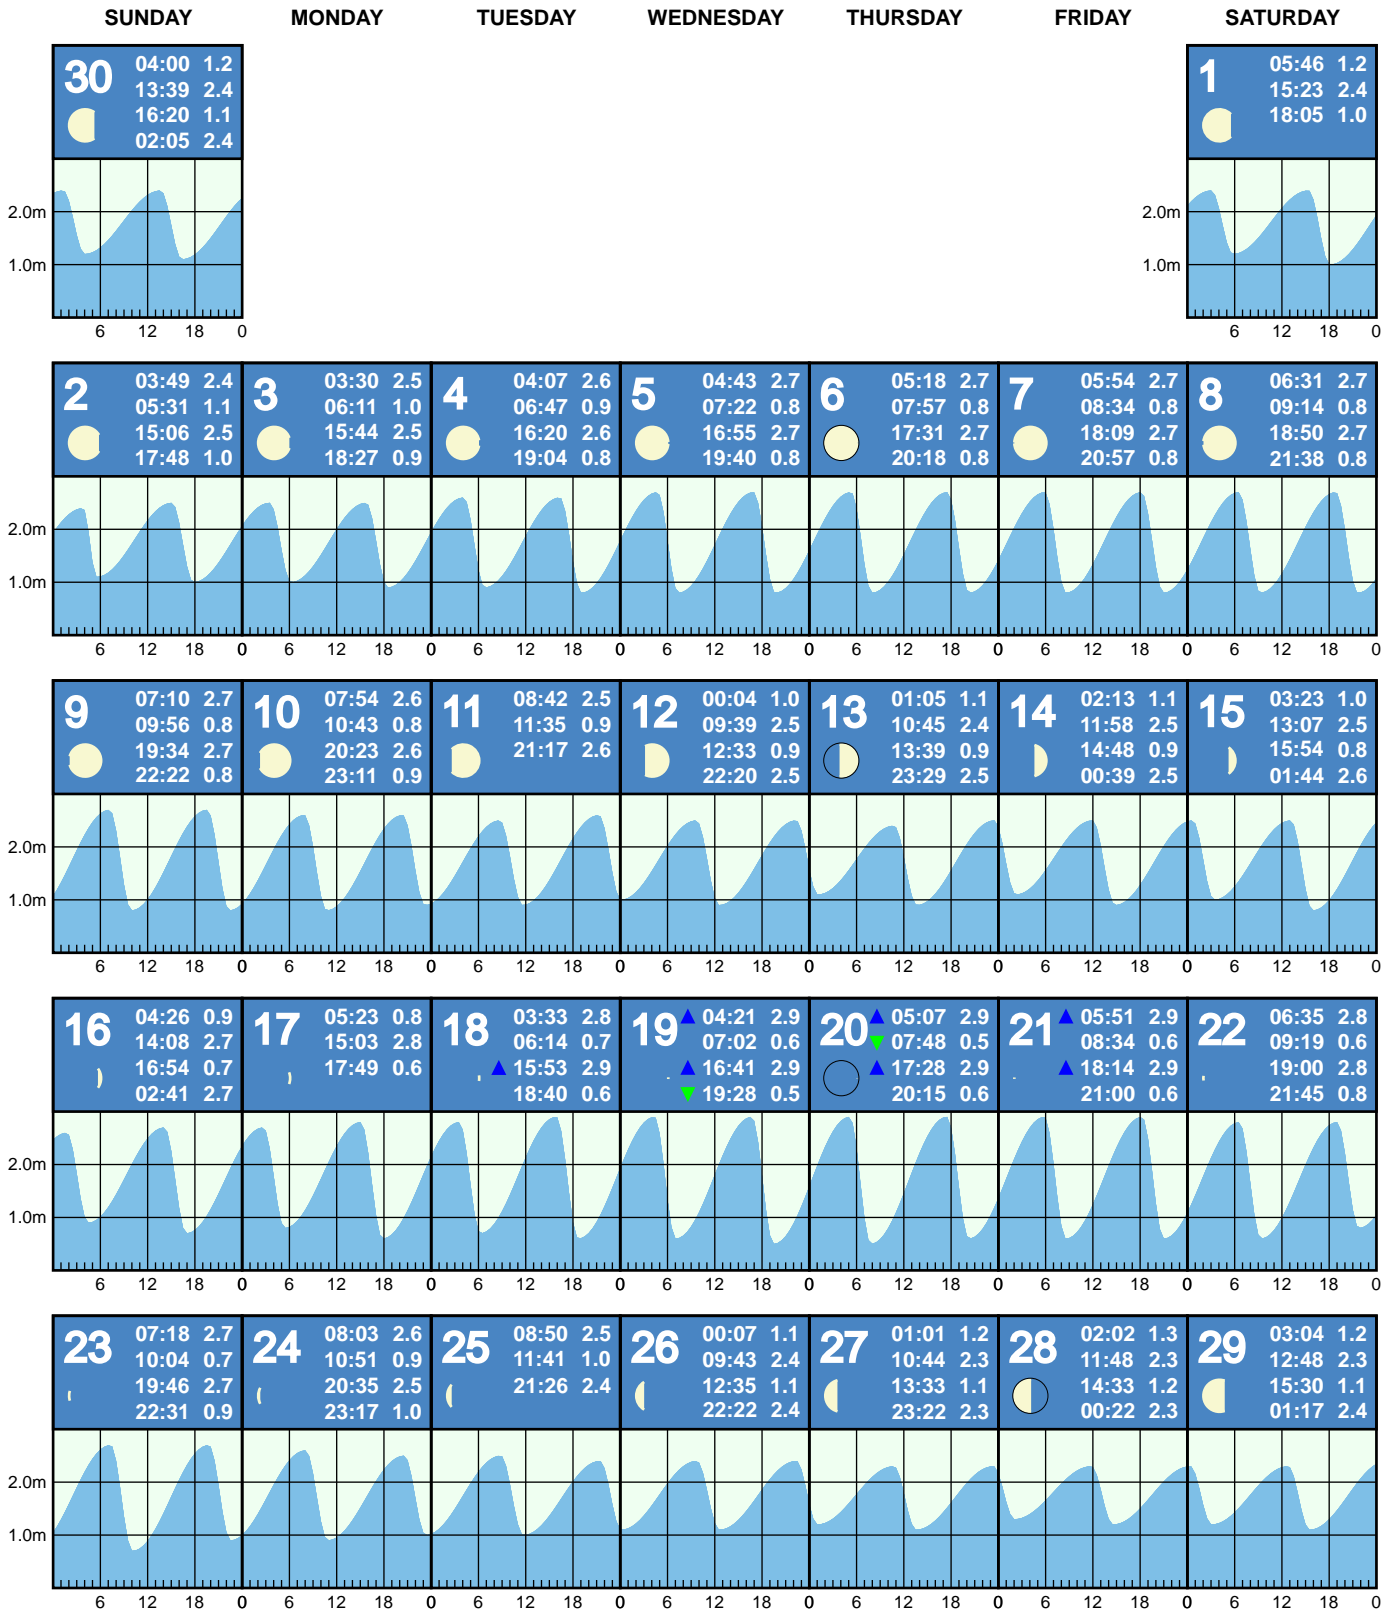 SUNDAY MONDAY TUESDAY WEDNESDAY THURSDAY FRIDAY SATURDAY
30 04:00 1.2
13:39 2.4
16:20 1.1
02:05 2.4
1 05:46 1.2
15:23 2.4
18:05 1.0
2.0m
1.0m
6 12 18 0
2.0m
1.0m
6 12 18 0
2 03:49 2.4
05:31 1.1
15:06 2.5
17:48 1.0
3 03:30 2.5
06:11 1.0
15:44 2.5
18:27 0.9
4 04:07 2.6
06:47 0.9
16:20 2.6
19:04 0.8
5 04:43 2.7
07:22 0.8
16:55 2.7
19:40 0.8
6 05:18 2.7
07:57 0.8
17:31 2.7
20:18 0.8
7 05:54 2.7
08:34 0.8
18:09 2.7
20:57 0.8
8 06:31 2.7
09:14 0.8
18:50 2.7
21:38 0.8
2.0m
1.0m
6 12 18 0 6 12 18 0 6 12 18 0 6 12 18 0 6 12 18 0 6 12 18 0 6 12 18 0
9 07:10 2.7
09:56 0.8
19:34 2.7
22:22 0.8
10 07:54 2.6
10:43 0.8
20:23 2.6
23:11 0.9
11 08:42 2.5
11:35 0.9
21:17 2.6
12 00:04 1.0
09:39 2.5
12:33 0.9
22:20 2.5
13 01:05 1.1
10:45 2.4
13:39 0.9
23:29 2.5
14 02:13 1.1
11:58 2.5
14:48 0.9
00:39 2.5
15 03:23 1.0
13:07 2.5
15:54 0.8
01:44 2.6
2.0m
1.0m
6 12 18 0 6 12 18 0 6 12 18 0 6 12 18 0 6 12 18 0 6 12 18 0 6 12 18 0
16 04:26 0.9
14:08 2.7
16:54 0.7
02:41 2.7
17 05:23 0.8
15:03 2.8
17:49 0.6
18 03:33 2.8
06:14 0.7
15:53 2.9
18:40 0.6
19 04:21 2.9
07:02 0.6
16:41 2.9
19:28 0.5
20 05:07 2.9
07:48 0.5
17:28 2.9
20:15 0.6
21 05:51 2.9
08:34 0.6
18:14 2.9
21:00 0.6
22 06:35 2.8
09:19 0.6
19:00 2.8
21:45 0.8
2.0m
1.0m
6 12 18 0 6 12 18 0 6 12 18 0 6 12 18 0 6 12 18 0 6 12 18 0 6 12 18 0
23 07:18 2.7
10:04 0.7
19:46 2.7
22:31 0.9
24 08:03 2.6
10:51 0.9
20:35 2.5
23:17 1.0
25 08:50 2.5
11:41 1.0
21:26 2.4
26 00:07 1.1
09:43 2.4
12:35 1.1
22:22 2.4
27 01:01 1.2
10:44 2.3
13:33 1.1
23:22 2.3
28 02:02 1.3
11:48 2.3
14:33 1.2
00:22 2.3
29 03:04 1.2
12:48 2.3
15:30 1.1
01:17 2.4
2.0m
1.0m
6 12 18 0 6 12 18 0 6 12 18 0 6 12 18 0 6 12 18 0 6 12 18 0 6 12 18 0